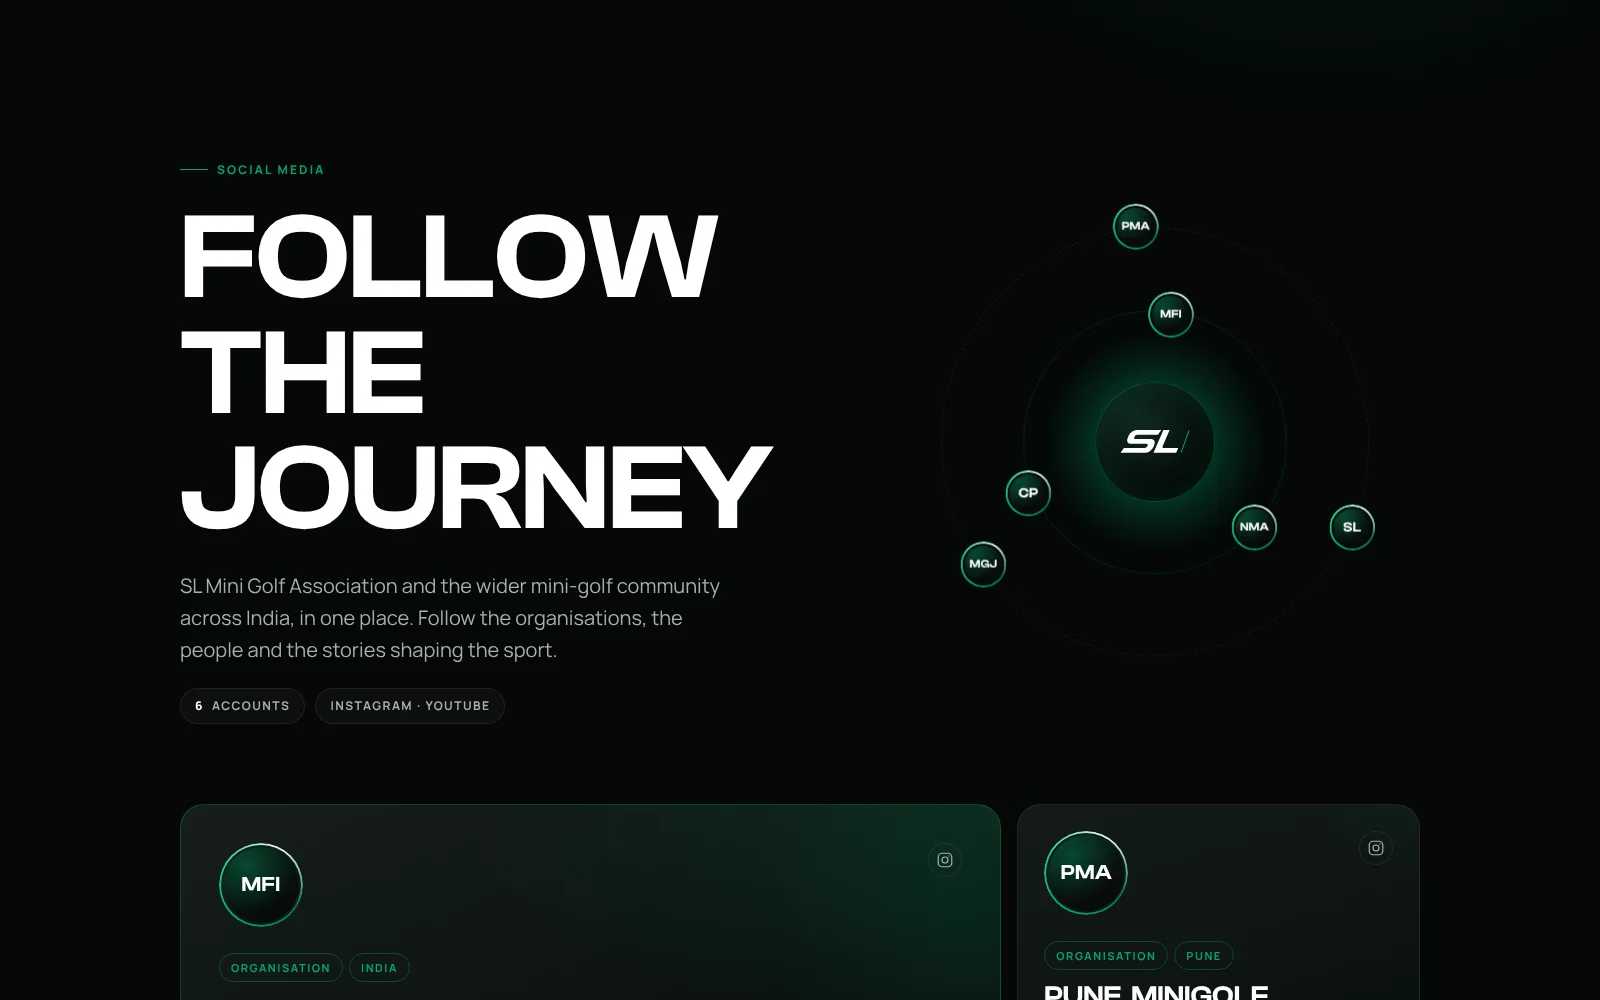 SOCIAL MEDIA
FOLLOW
THE
JOURNEY
SL Mini Golf Association and the wider mini-golf community
across India, in one place. Follow the organisations, the
people and the stories shaping the sport.
6 ACCOUNTS
INSTAGRAM · YOUTUBE
PMA
MFI
SL/
CP
NMA
SL
MGJ
MFI
ORGANISATION
INDIA
PMA
ORGANISATION
PUNE
PUNE MINIGOLF